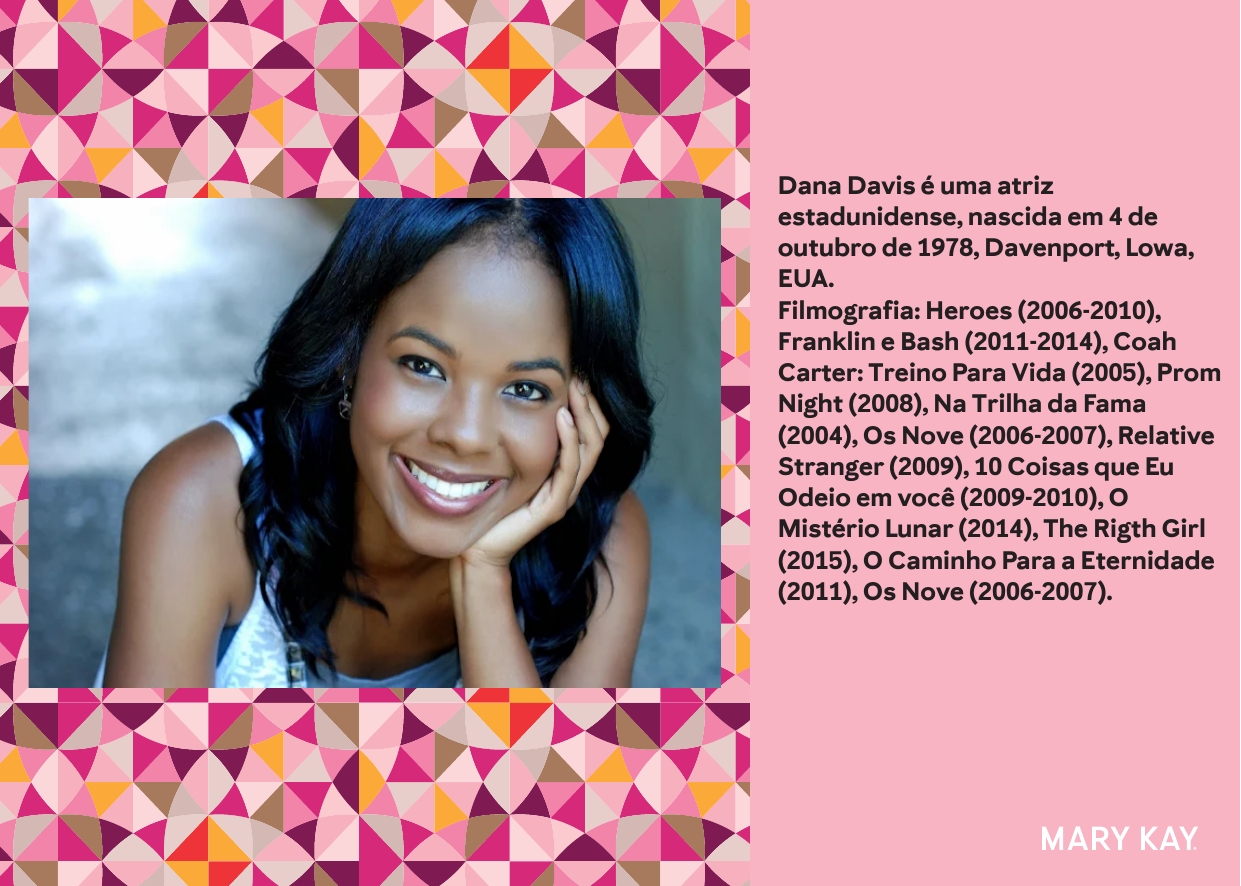 Dana Davis é uma atriz
estadunidense, nascida em 4 de
outubro de 1978, Davenport, Lowa,
EUA.
Filmografia: Heroes (2006-2010),
Franklin e Bash (2011-2014), Coah
Carter: Treino Para Vida (2005), Prom
Night (2008), Na Trilha da Fama
(2004), Os Nove (2006-2007), Relative
Stranger (2009), 10 Coisas que Eu
Odeio em você (2009-2010), O
Mistério Lunar (2014), The Rigth Girl
(2015), O Caminho Para a Eternidade
(2011), Os Nove (2006-2007).
MARY KAY.